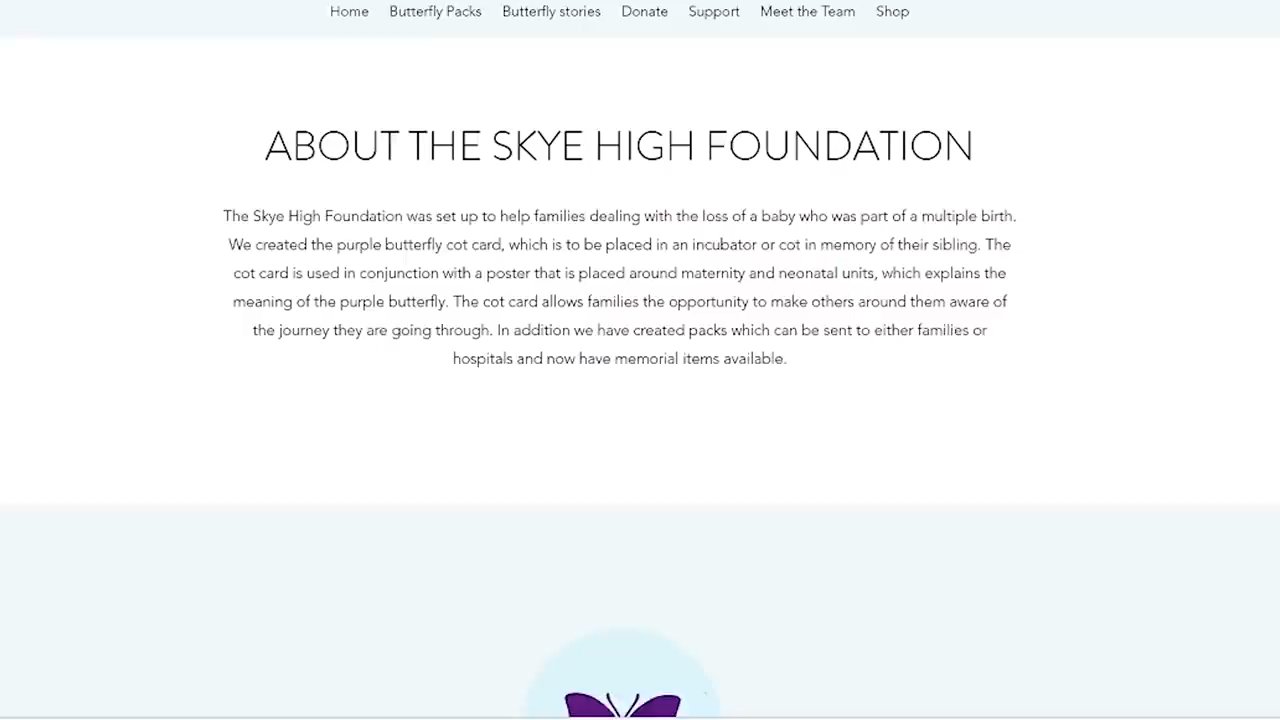 Home Butterfly Packs Butterfly stories Donate Support Meet the Team Shop
ABOUT THE SKYE HIGH FOUNDATION
The Skye High Foundation was set up to help families dealing with the loss of a baby who was part of a multiple birth.
We created the purple butterfly cot card, which is to be placed in an incubator or cot in memory of their sibling. The
cot card is used in conjunction with a poster that is placed around maternity and neonatal units, which explains the
meaning of the purple butterfly. The cot card allows families the opportunity to make others around them aware of
the journey they are going through. In addition we have created packs which can be sent to either families or
hospitals and now have memorial items available.